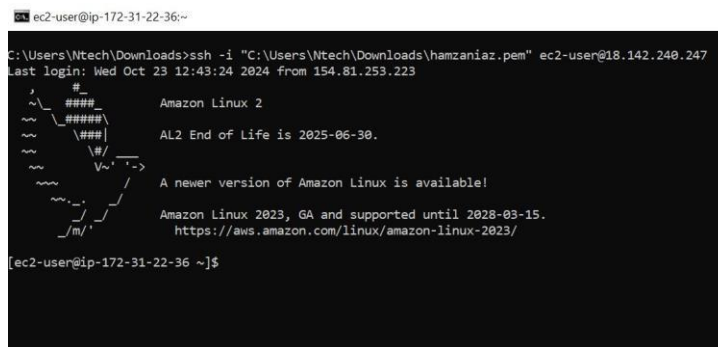 ec2-user@ip-172-31-22-36:~
C:\Users\Ntech\Downloads>ssh -i "C:\Users\Ntech\Downloads\hamzaniaz.pem" ec2-user@18.142.240.247
Last login: Wed Oct 23 12:43:24 2024 from 154.81.253.223
   ,     #_
   ~\_  ####_        Amazon Linux 2
  ~~  \_#####\
  ~~     \###|       AL2 End of Life is 2025-06-30.
  ~~       \#/ ___
   ~~       V~' '->
    ~~~         /    A newer version of Amazon Linux is available!
      ~~._.   _/
         _/ _/       Amazon Linux 2023, GA and supported until 2028-03-15.
       _/m/'           https://aws.amazon.com/linux/amazon-linux-2023/
[ec2-user@ip-172-31-22-36 ~]$